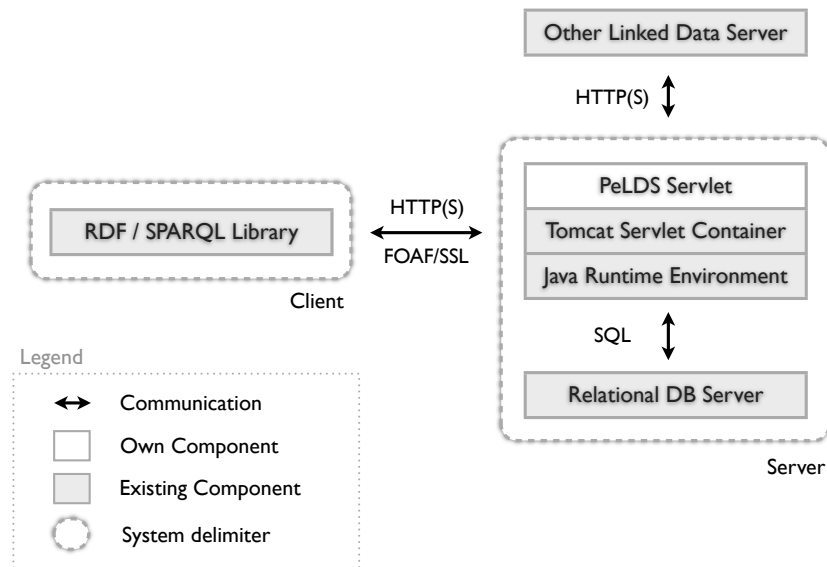 Other Linked Data Server
HTTP(S)
PeLDS Servlet
Tomcat Servlet Container
Java Runtime Environment
SQL
Relational DB Server
Server
RDF / SPARQL Library
Client
HTTP(S)
FOAF/SSL
Legend
Communication
Own Component
Existing Component
System delimiter